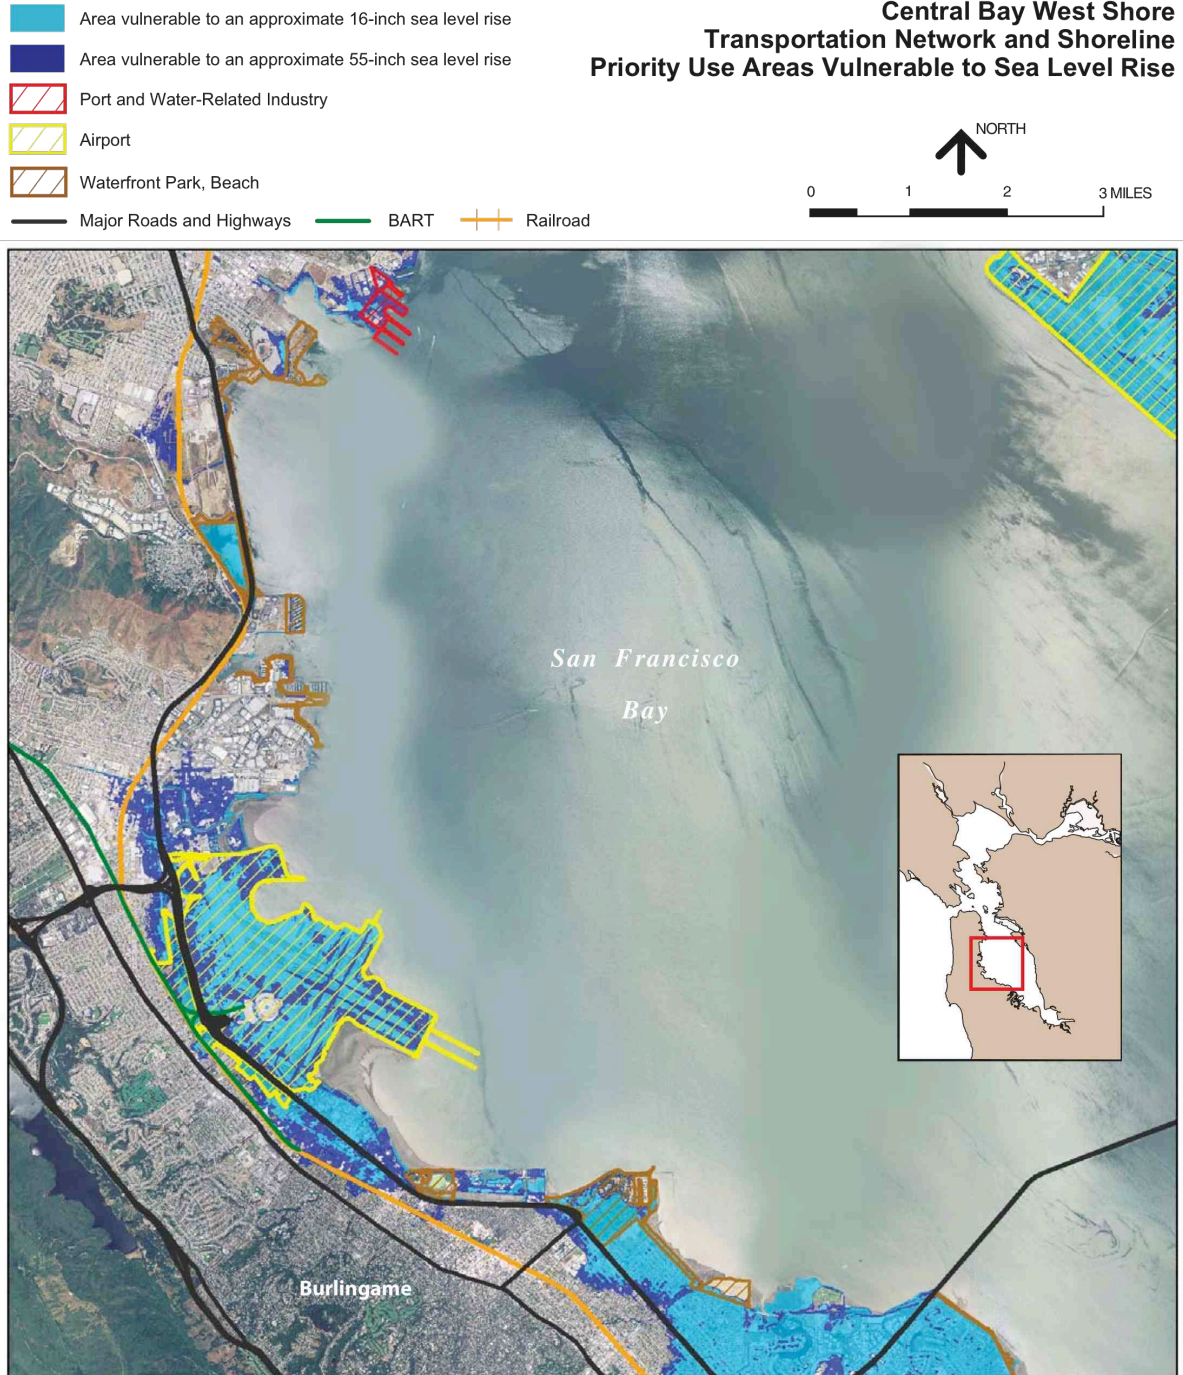 Central Bay West Shore
Transportation Network and Shoreline
Priority Use Areas Vulnerable to Sea Level Rise
Area vulnerable to an approximate 16-inch sea level rise
Area vulnerable to an approximate 55-inch sea level rise
Port and Water-Related Industry
Airport
Waterfront Park, Beach
Major Roads and Highways
BART
Railroad
NORTH
0 1 2 3 MILES
San Francisco
Bay
Burlingame